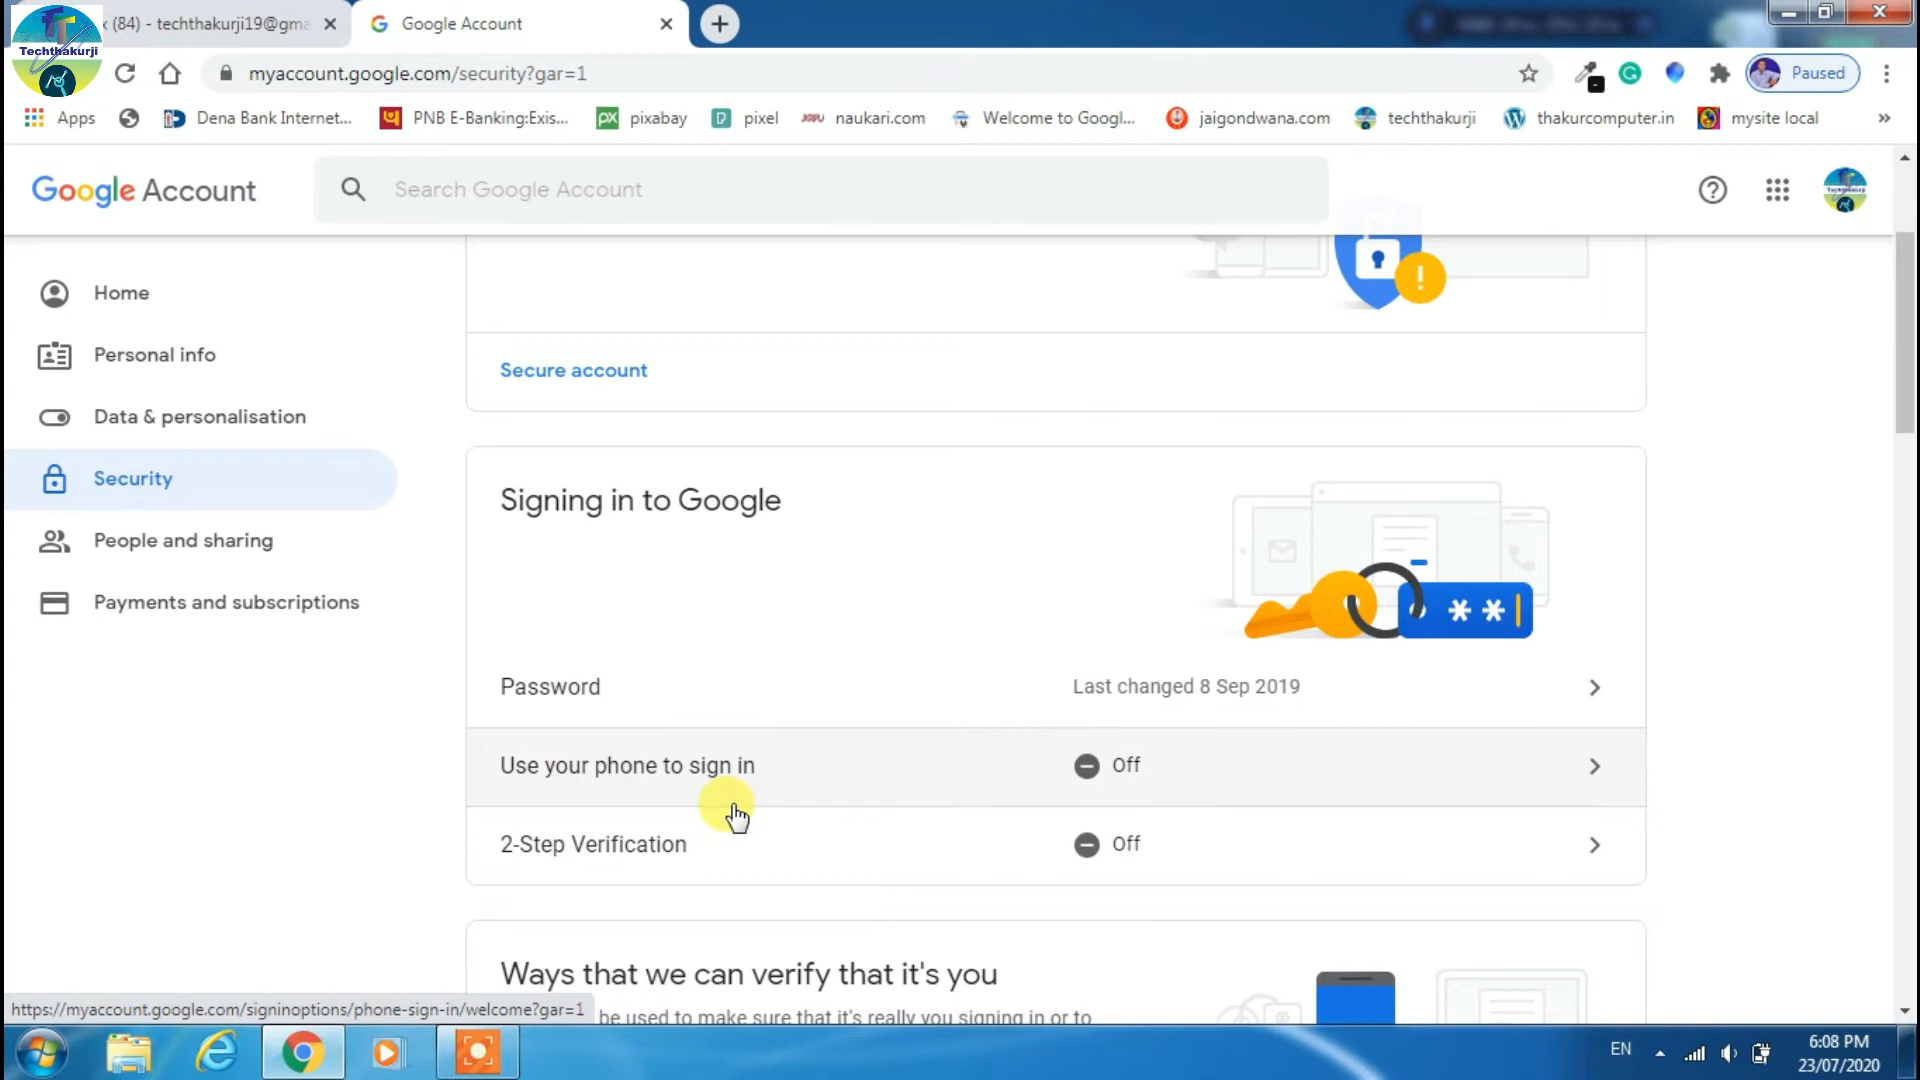 Techthakurji
(84) - techthakurji19@gma
Google Account
myaccount.google.com/security?gar=1
Paused
Apps
Dena Bank Internet...
PNB E-Banking:Exis...
pixabay
pixel
naukari.com
Welcome to Googl...
jaigondwana.com
techthakurji
thakurcomputer.in
mysite local
»
Google Account
Search Google Account
Home
Personal info
Data & personalisation
Security
People and sharing
Payments and subscriptions
Secure account
Signing in to Google
**
Password
Last changed 8 Sep 2019
Use your phone to sign in
Off
2-Step Verification
Off
Ways that we can verify that it's you
be used to make sure that it's really you signing in or to
https://myaccount.google.com/signinoptions/phone-sign-in/welcome?gar=1
EN
6:08 PM
23/07/2020